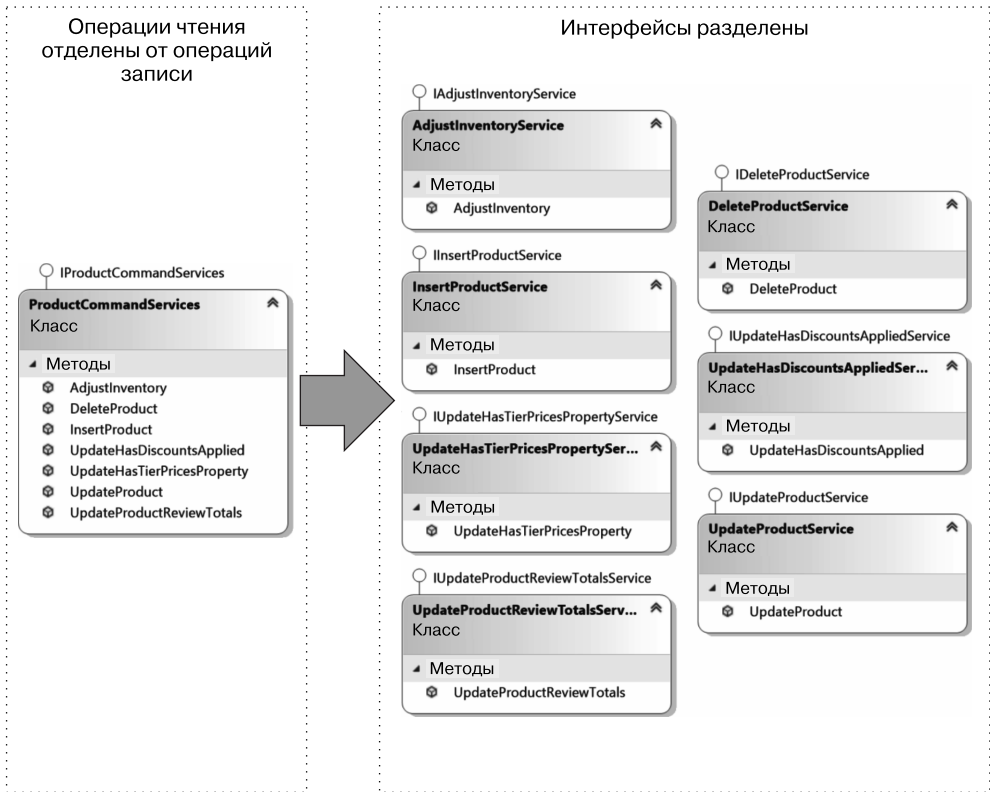 Операции чтения
отделены от операций
записи
IProductCommandServices
ProductCommandServices
Класс
Методы
AdjustInventory
DeleteProduct
InsertProduct
UpdateHasDiscountsApplied
UpdateHasTierPricesProperty
UpdateProduct
UpdateProductReviewTotals
Интерфейсы разделены
IAdjustInventoryService
AdjustInventoryService
Класс
Методы
AdjustInventory
IInsertProductService
InsertProductService
Класс
Методы
InsertProduct
IUpdateHasTierPricesPropertyService
UpdateHasTierPricesPropertySer...
Класс
Методы
UpdateHasTierPricesProperty
IUpdateProductReviewTotalsService
UpdateProductReviewTotalsServ...
Класс
Методы
UpdateProductReviewTotals
IDeleteProductService
DeleteProductService
Класс
Методы
DeleteProduct
IUpdateHasDiscountsAppliedService
UpdateHasDiscountsAppliedSer...
Класс
Методы
UpdateHasDiscountsApplied
IUpdateProductService
UpdateProductService
Класс
Методы
UpdateProduct